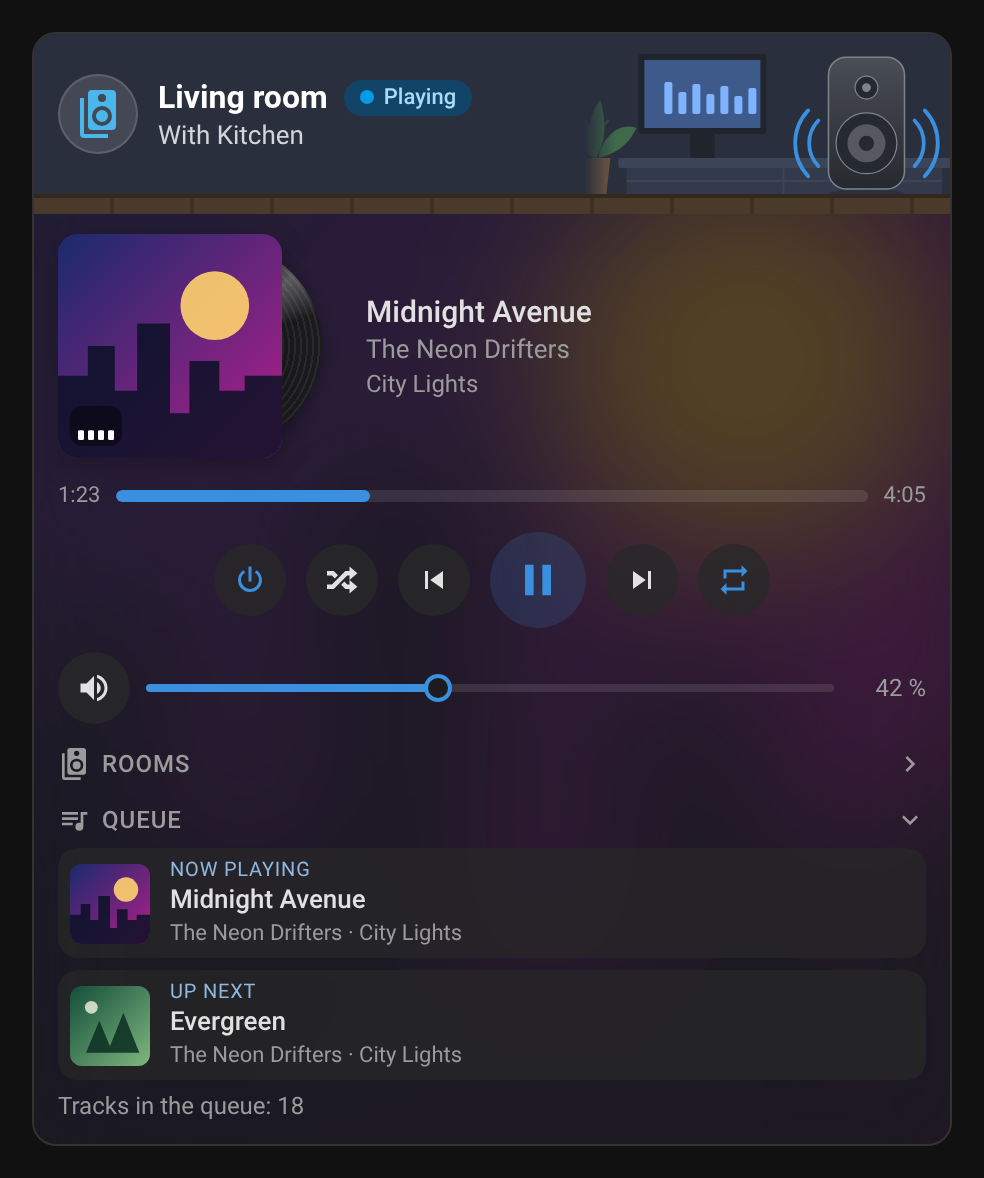 Living room
Playing
With Kitchen
Midnight Avenue
The Neon Drifters
City Lights
1:23
4:05
42 %
ROOMS
QUEUE
NOW PLAYING
Midnight Avenue
The Neon Drifters · City Lights
UP NEXT
Evergreen
The Neon Drifters · City Lights
Tracks in the queue: 18